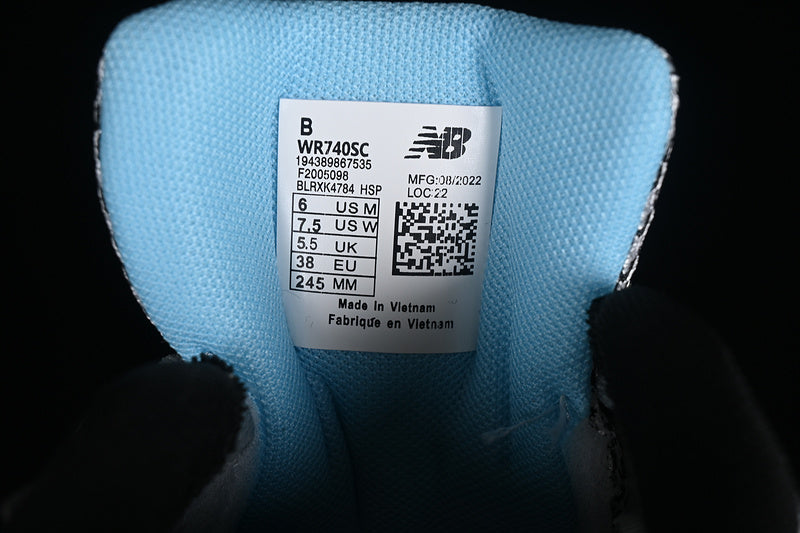 B
WR740SC
194389867535
F2005098
BLRXK4784 HSP
NB
MFG:08/2022
LOC:22
6 US M
7.5 US W
5.5 UK
38 EU
245 MM
Made In Vietnam
Fabrique en Vietnam